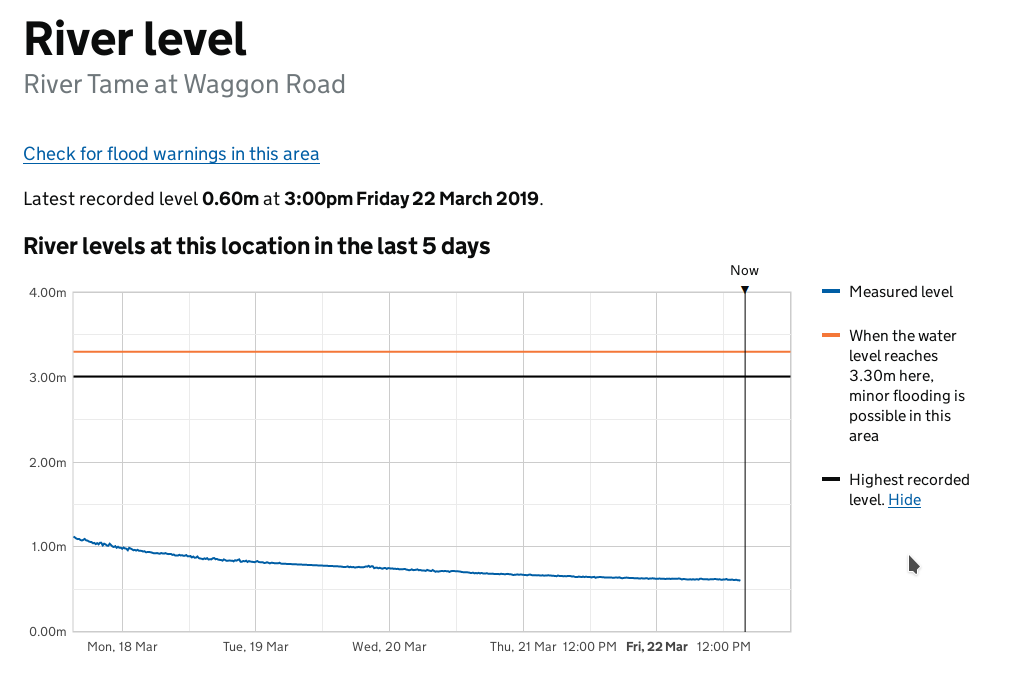 River level
River Tame at Waggon Road
Check for flood warnings in this area
Latest recorded level 0.60m at 3:00pm Friday 22 March 2019.
River levels at this location in the last 5 days
Now
4.00m
3.00m
2.00m
1.00m
0.00m
Mon, 18 Mar
Tue, 19 Mar
Wed, 20 Mar
Thu, 21 Mar
12:00 PM
Fri, 22 Mar
12:00 PM
Measured level
When the water
level reaches
3.30m here,
minor flooding is
possible in this
area
Highest recorded
level. Hide